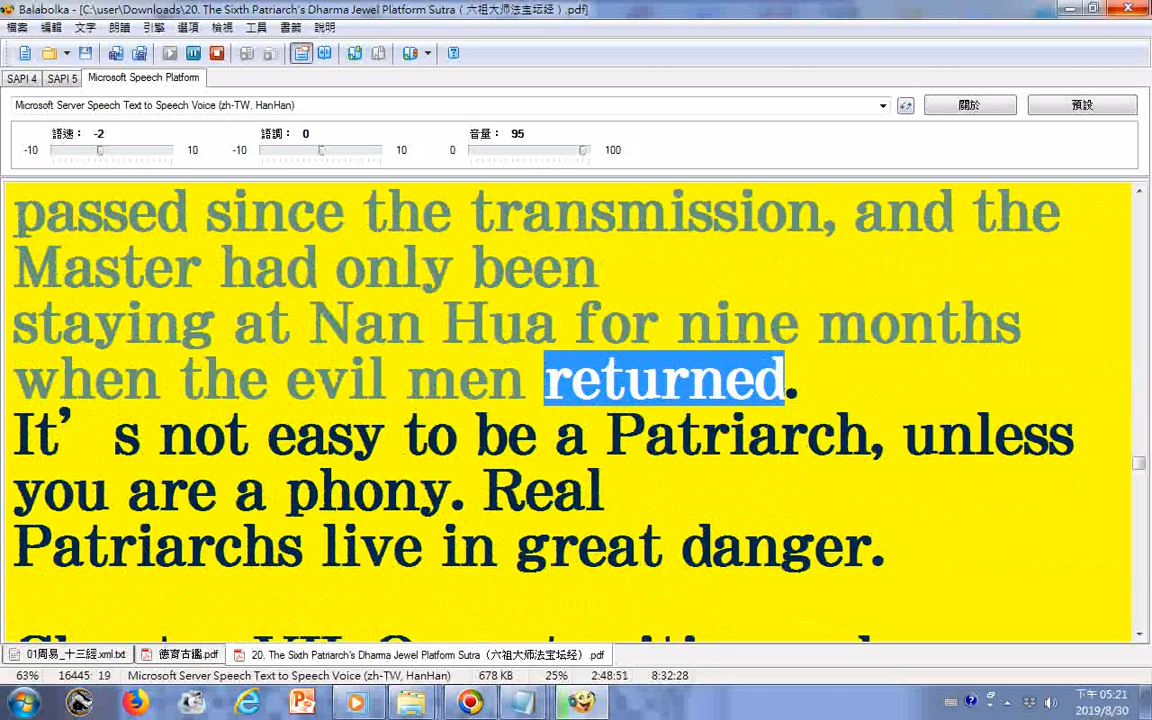 Balabolka - [C:\user\Downloads\20. The Sixth Patriarch's Dharma Jewel Platform Sutra（六祖大师法宝坛经）.pdf]
檔案 編輯 文字 朗讀 引擎 選項 檢視 工具 書籤 說明
SAPI 4 SAPI 5 Microsoft Speech Platform
Microsoft Server Speech Text to Speech Voice (zh-TW, HanHan) 關於 預設
語速： -2 語調： 0 音量： 95
-10 10 -10 10 0 100
passed since the transmission, and the
Master had only been
staying at Nan Hua for nine months
when the evil men returned.
It’s not easy to be a Patriarch, unless
you are a phony. Real
Patriarchs live in great danger.
01周易_十三經.xml.txt 德育古鑑.pdf 20. The Sixth Patriarch's Dharma Jewel Platform Sutra（六祖大师法宝坛经）.pdf
63% 16445: 19 Microsoft Server Speech Text to Speech Voice (zh-TW, HanHan) 678 KB 25% 2:48:51 8:32:28
下午 05:21
2019/8/30